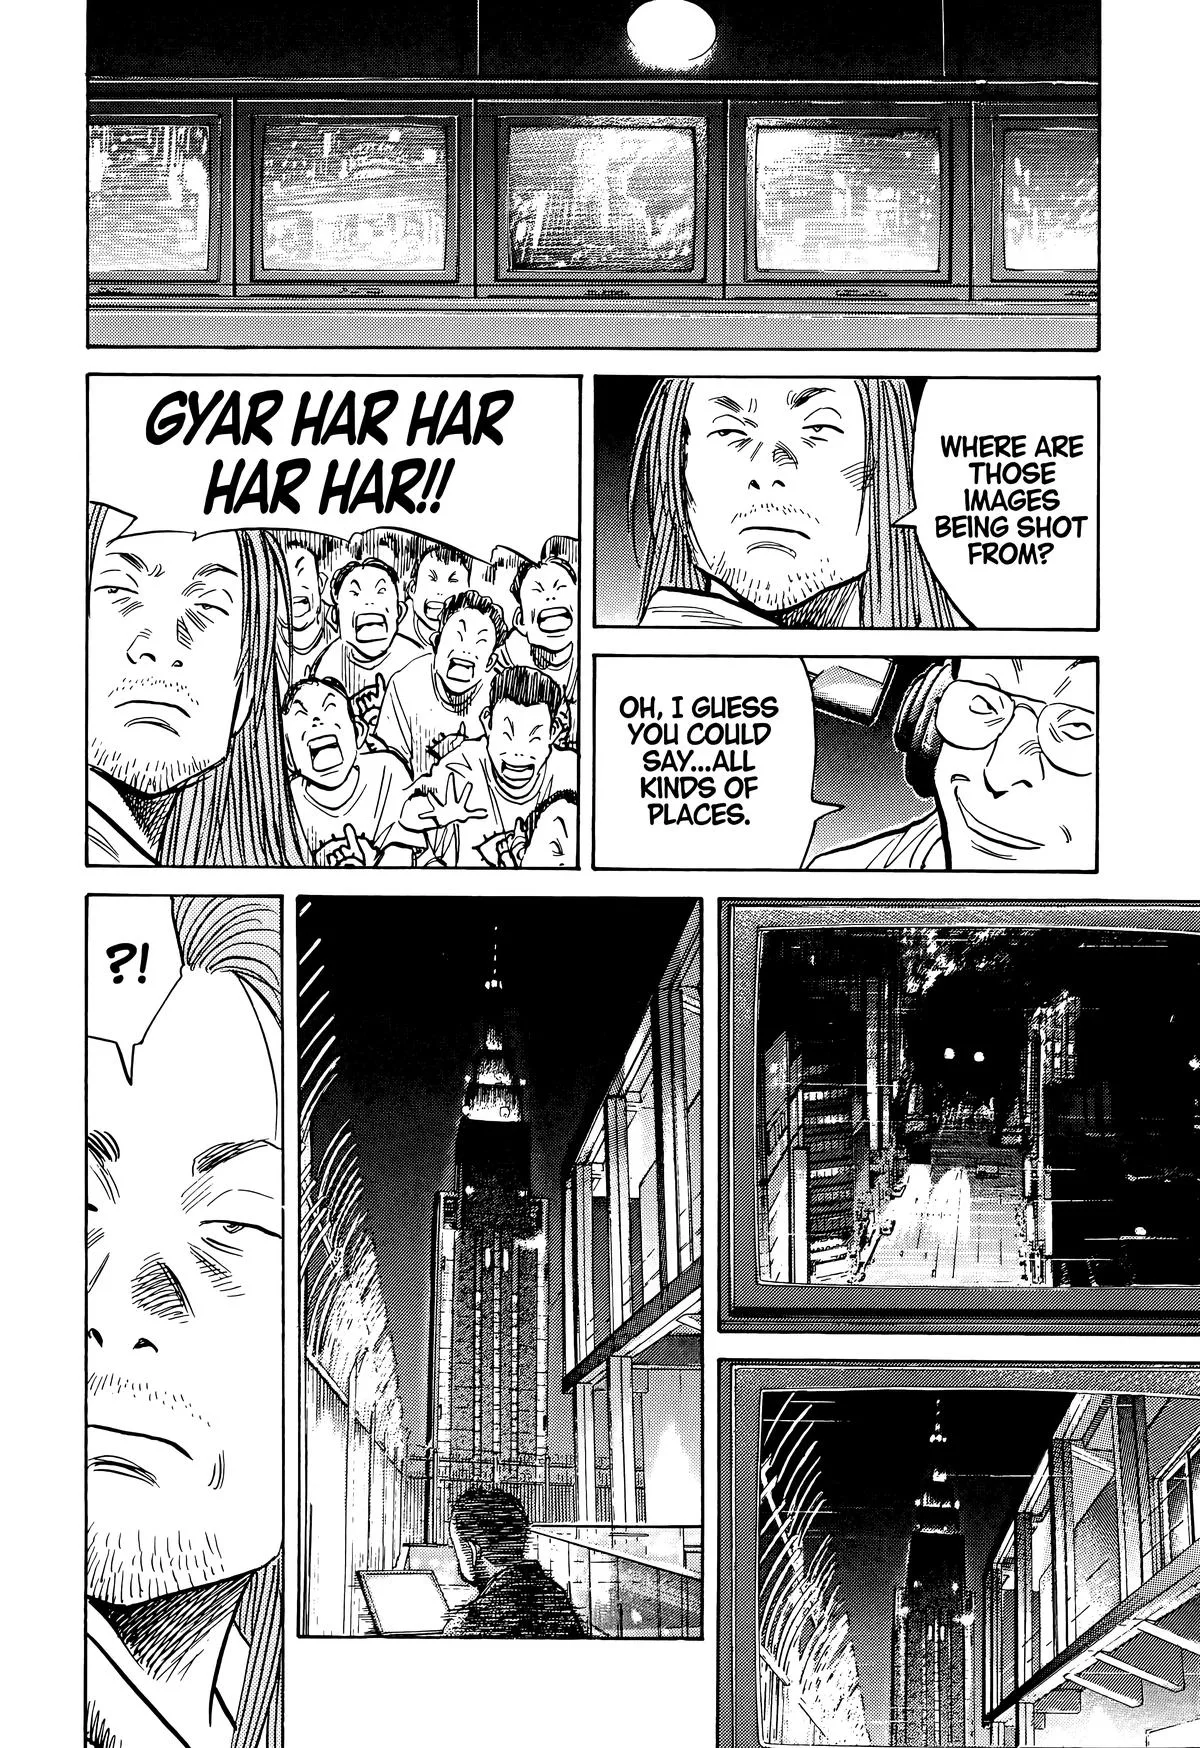 WHERE ARE
THOSE
IMAGES
BEING SHOT
FROM?
GYAR HAR HAR
HAR HAR!!
OH, I GUESS
YOU COULD
SAY...ALL
KINDS OF
PLACES.
?!